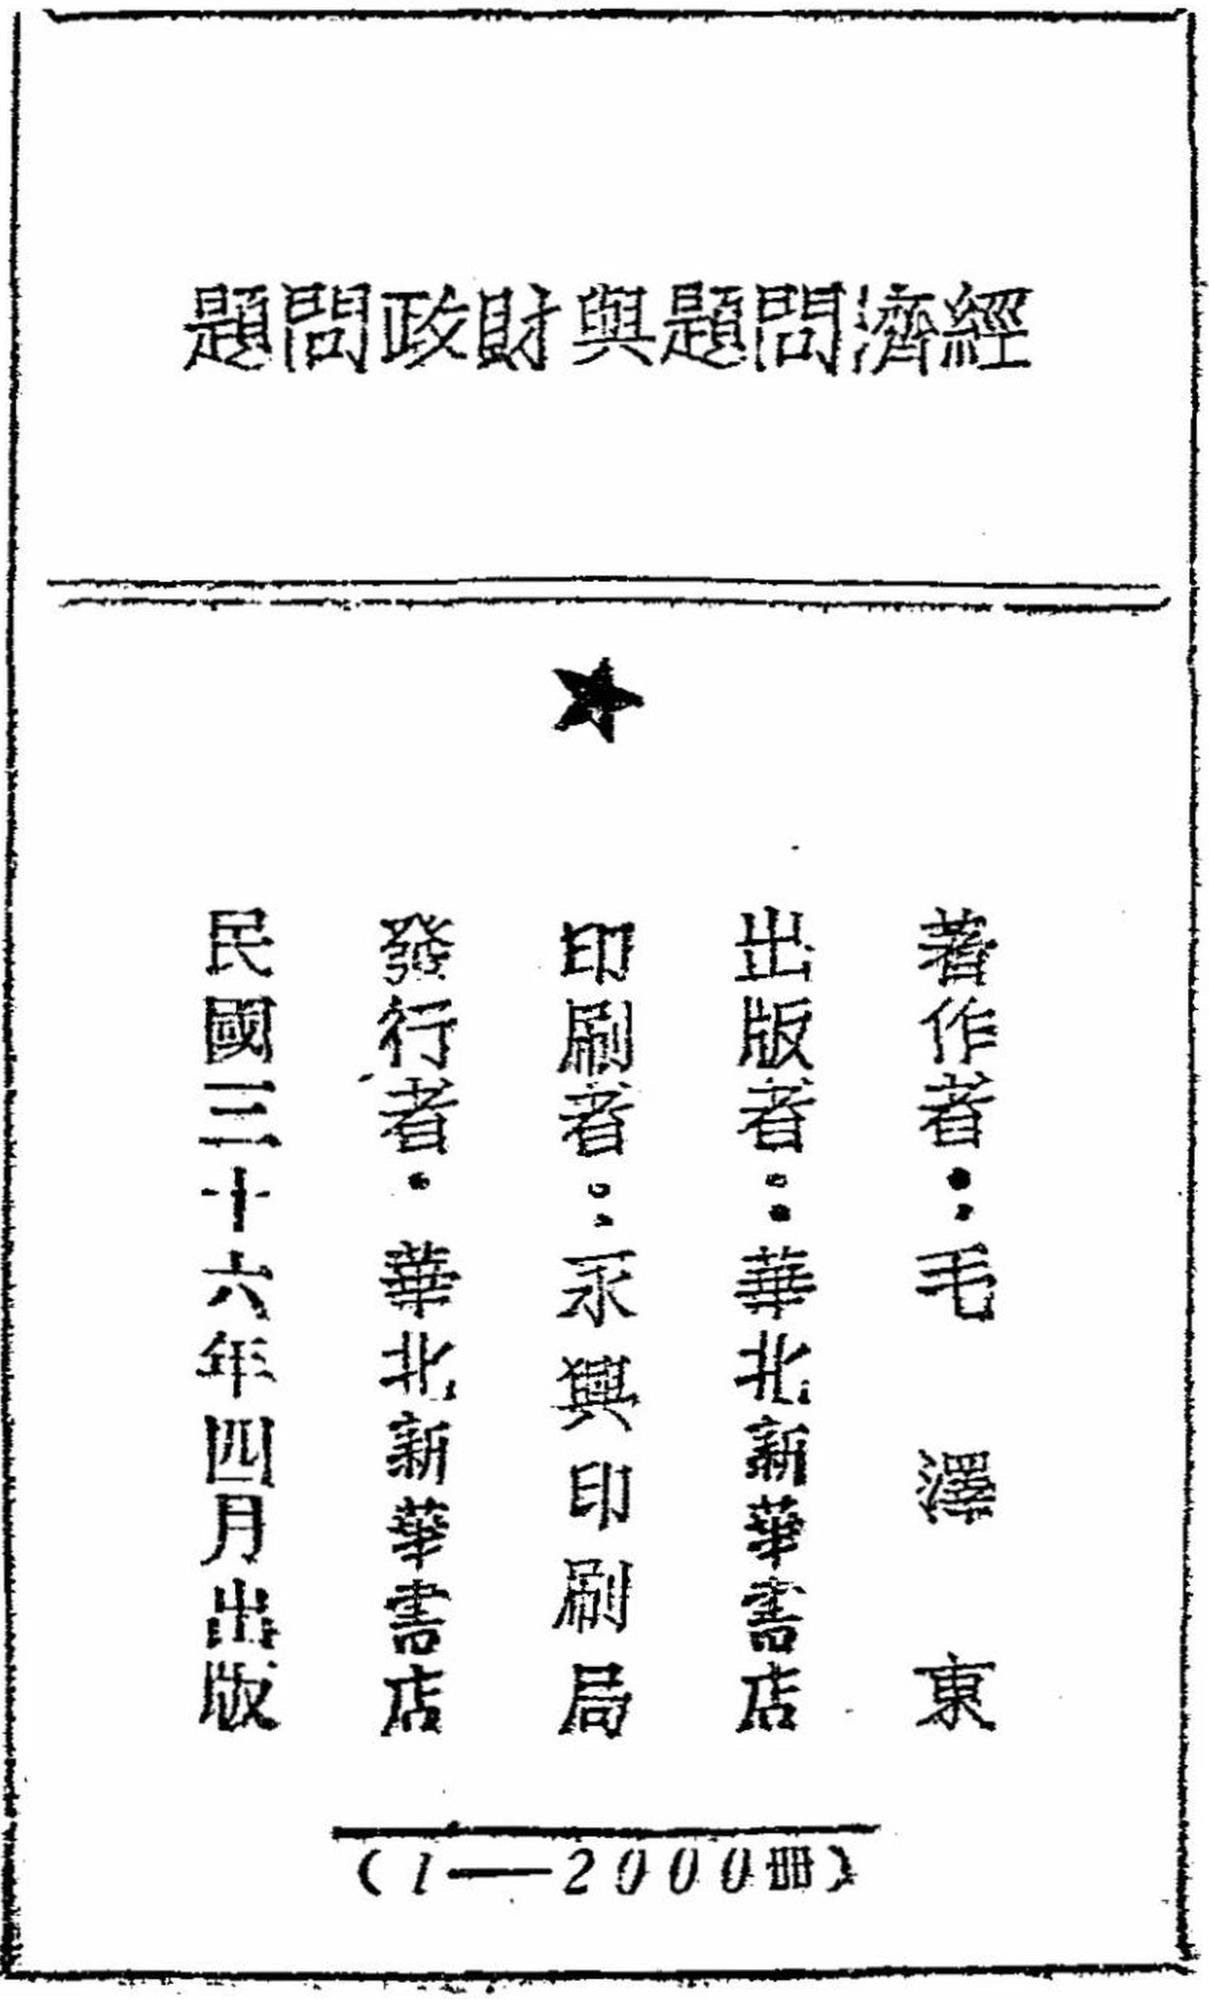 經濟問題與財政問題
著作者：毛澤東
出版者：華北新華書店
印刷者：永興印刷局
發行者：華北新華書店
民國三十六年四月出版
(1—2000冊)